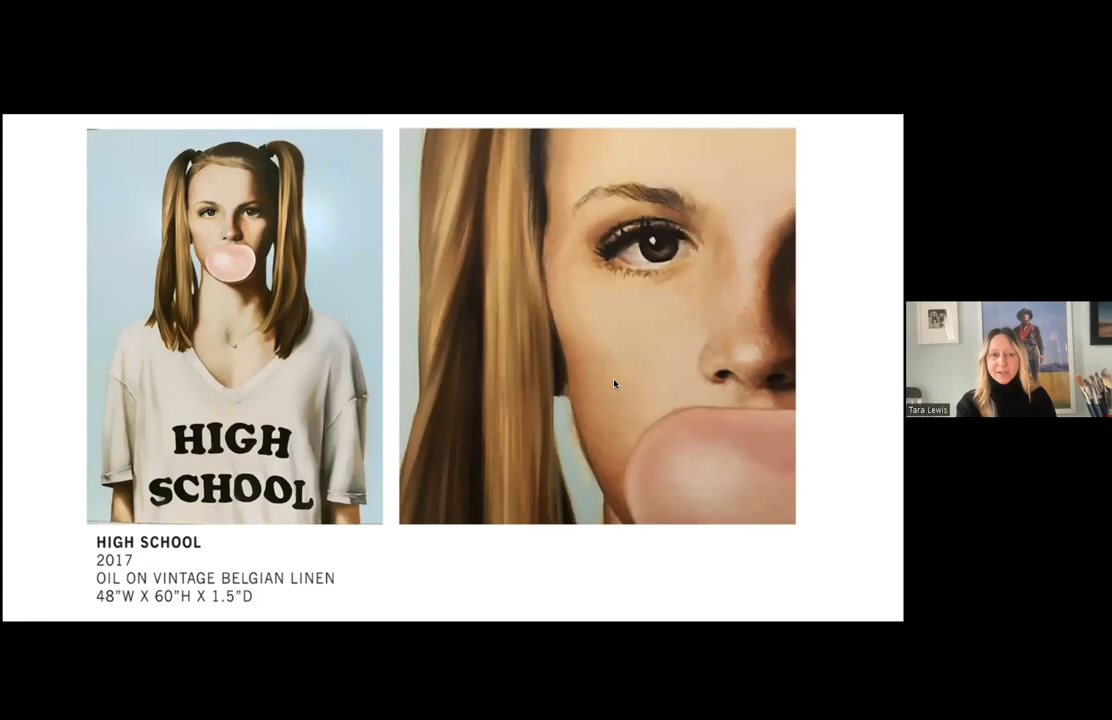 HIGH
SCHOOL
HIGH SCHOOL
2017
OIL ON VINTAGE BELGIAN LINEN
48"W X 60"H X 1.5"D
Tara Lewis